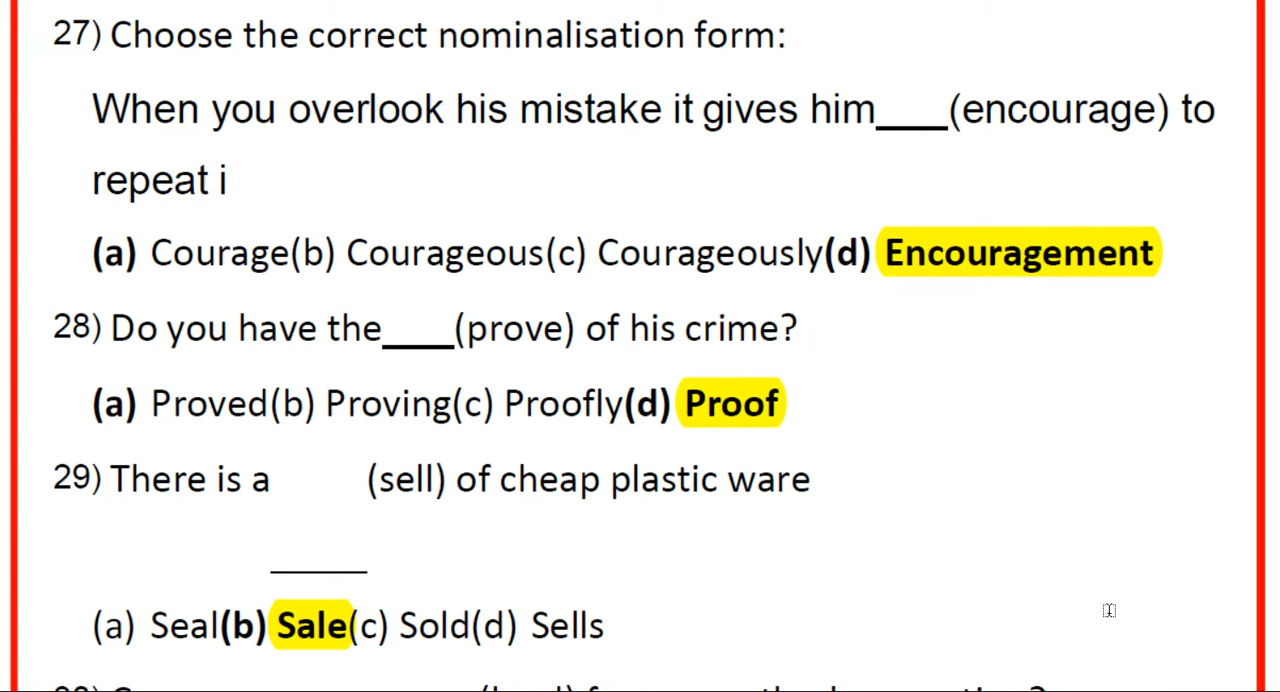 27) Choose the correct nominalisation form:
When you overlook his mistake it gives him____(encourage) to
repeat i
(a) Courage(b) Courageous(c) Courageously(d) Encouragement
28) Do you have the____(prove) of his crime?
(a) Proved(b) Proving(c) Proofly(d) Proof
29) There is a _____ (sell) of cheap plastic ware
(a) Seal(b) Sale(c) Sold(d) Sells